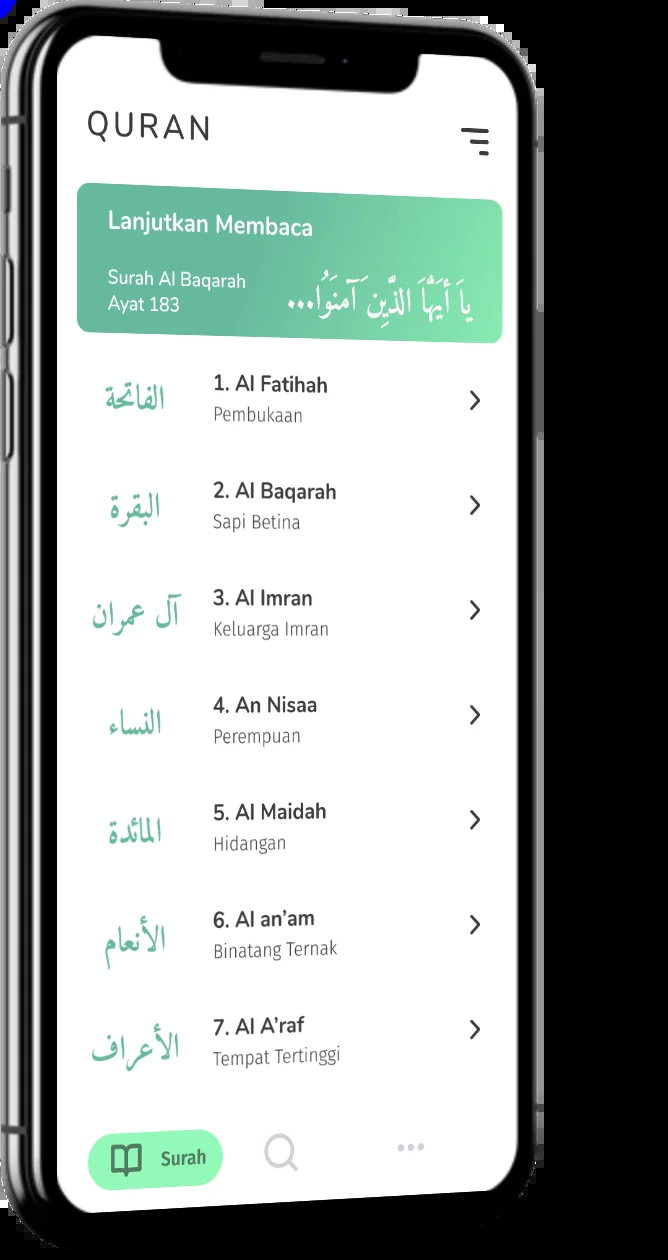 QURAN
Lanjutkan Membaca
Surah Al Baqarah
Ayat 183
يَا أَيُّهَا الَّذِينَ آمَنُوا...
الفاتحة
1. Al Fatihah
Pembukaan
البقرة
2. Al Baqarah
Sapi Betina
آل عمران
3. Al Imran
Keluarga Imran
النساء
4. An Nisaa
Perempuan
المائدة
5. Al Maidah
Hidangan
الأنعام
6. Al an’am
Binatang Ternak
الأعراف
7. Al A’raf
Tempat Tertinggi
Surah